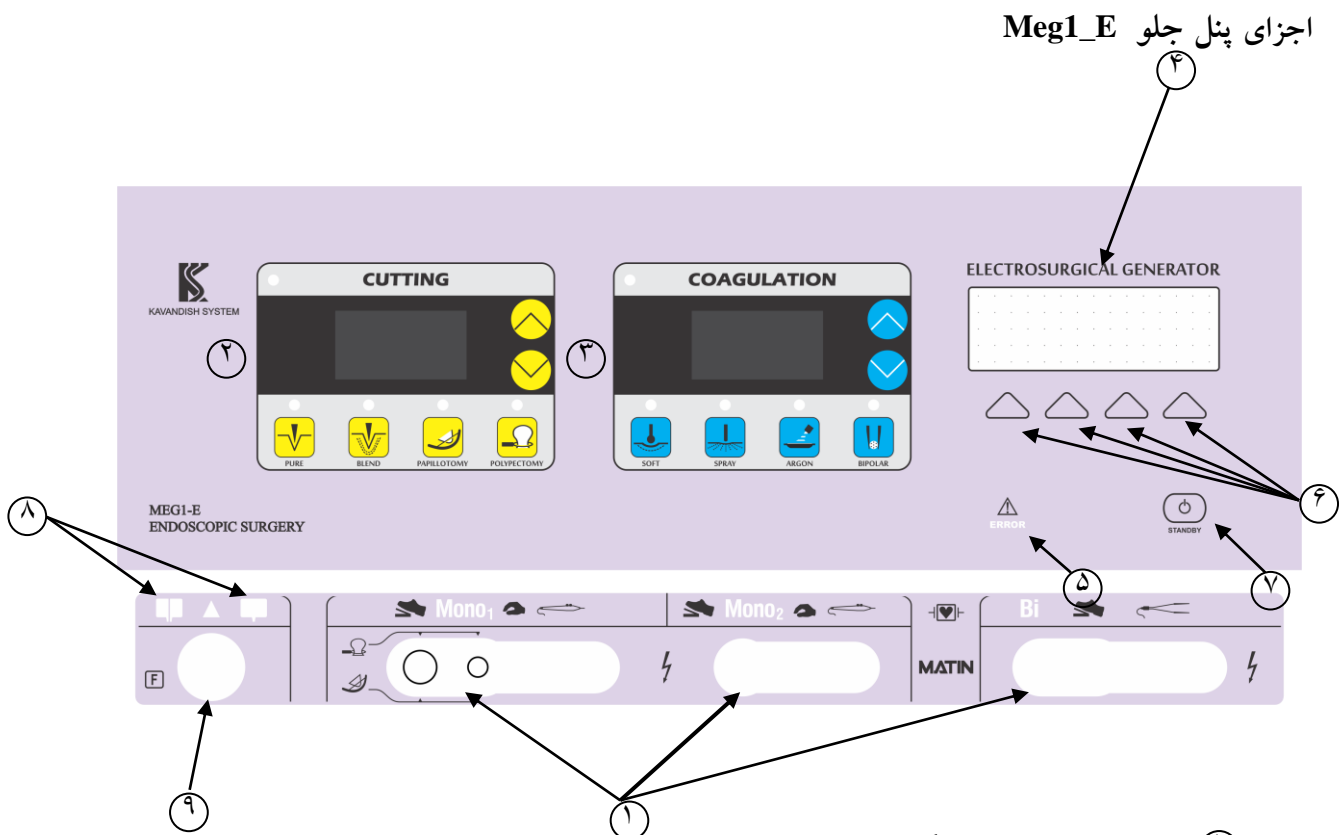 اجزای پنل جلو Meg1_E
۴
KAVANDISH SYSTEM
۲
CUTTING
PURE
BLEND
PAPILLOTOMY
POLYPECTOMY
۳
COAGULATION
SOFT
SPRAY
ARGON
BIPOLAR
ELECTROSURGICAL GENERATOR
۶
MEG1-E
ENDOSCOPIC SURGERY
ERROR
STANDBY
۸
۵
۷
Mono1
Mono2
Bi
F
MATIN
۹
۱